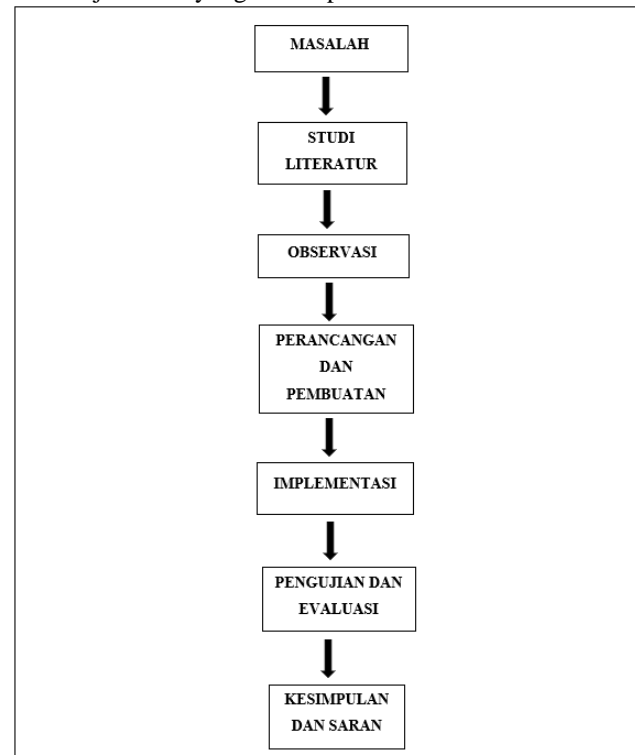 MASALAH
STUDI
LITERATUR
OBSERVASI
PERANCANGAN
DAN
PEMBUATAN
IMPLEMENTASI
PENGUJIAN DAN
EVALUASI
KESIMPULAN
DAN SARAN